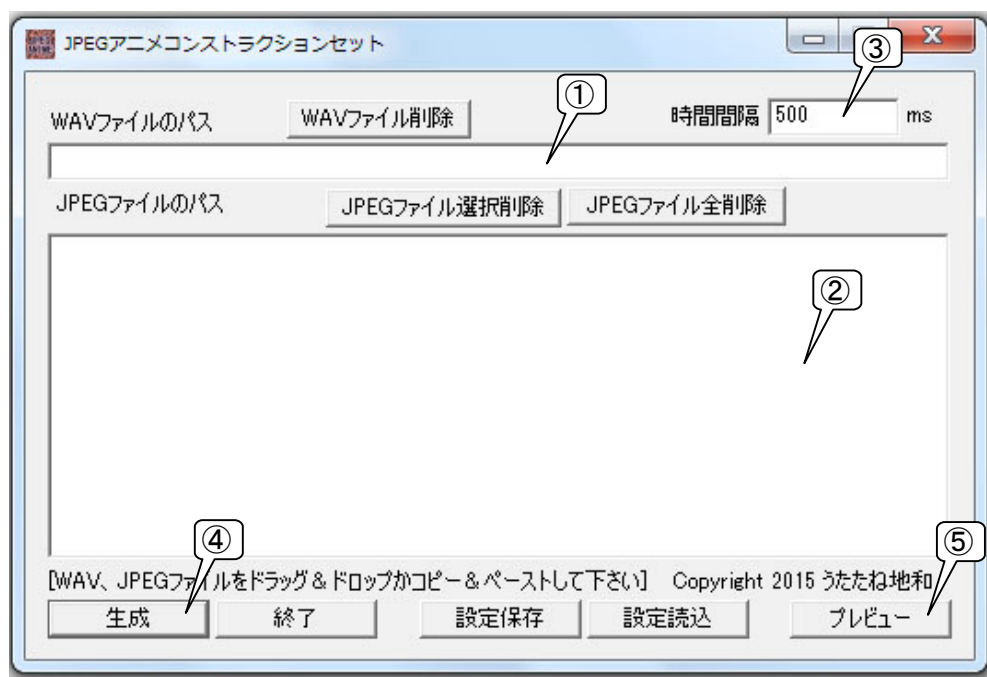 JPEGアニメコンストラクションセット
③
①
WAVファイルのパス WAVファイル削除 時間間隔 500 ms
JPEGファイルのパス JPEGファイル選択削除 JPEGファイル全削除
②
④
⑤
[WAV、JPEGファイルをドラッグ&ドロップかコピー&ペーストして下さい] Copyright 2015 うたたね地和
生成 終了 設定保存 設定読込 プレビュー